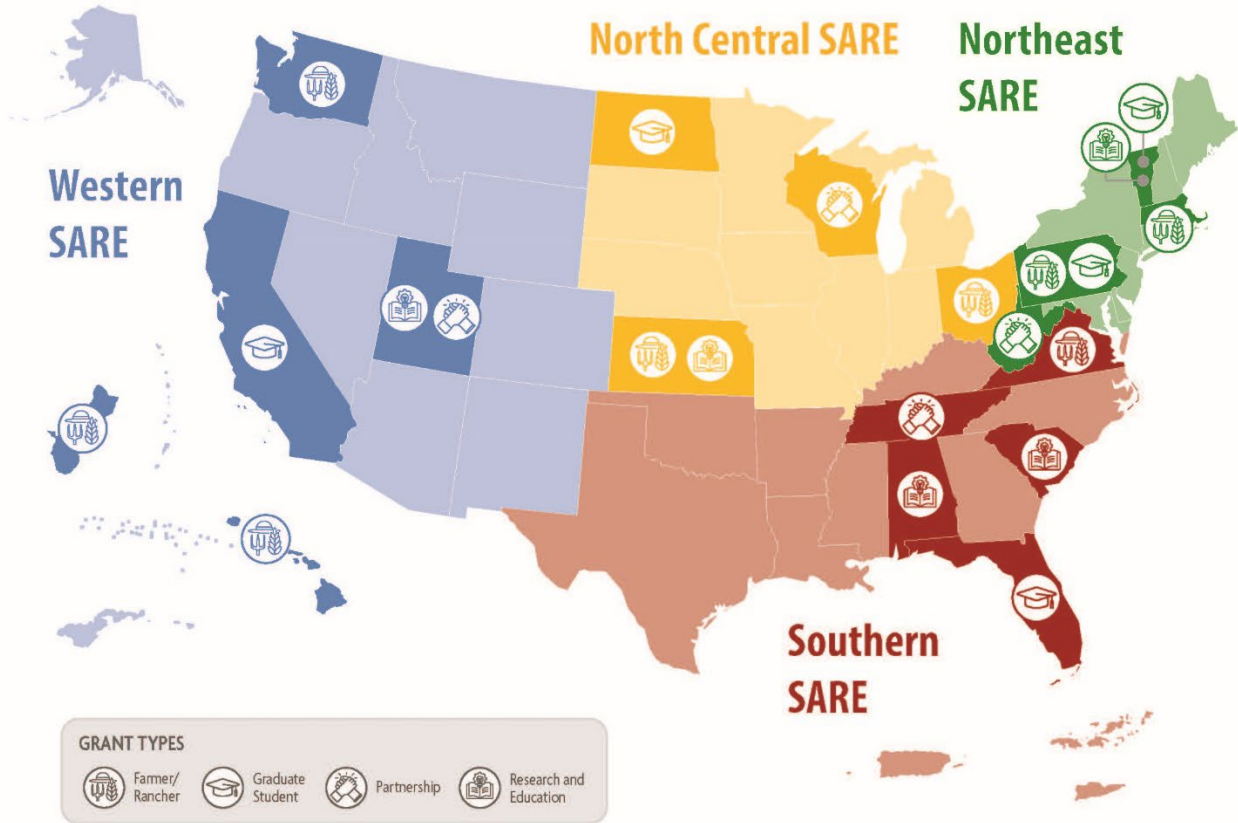 North Central SARE
Northeast
SARE
Western
SARE
Southern
SARE
GRANT TYPES
Farmer/
Rancher
Graduate
Student
Partnership
Research and
Education